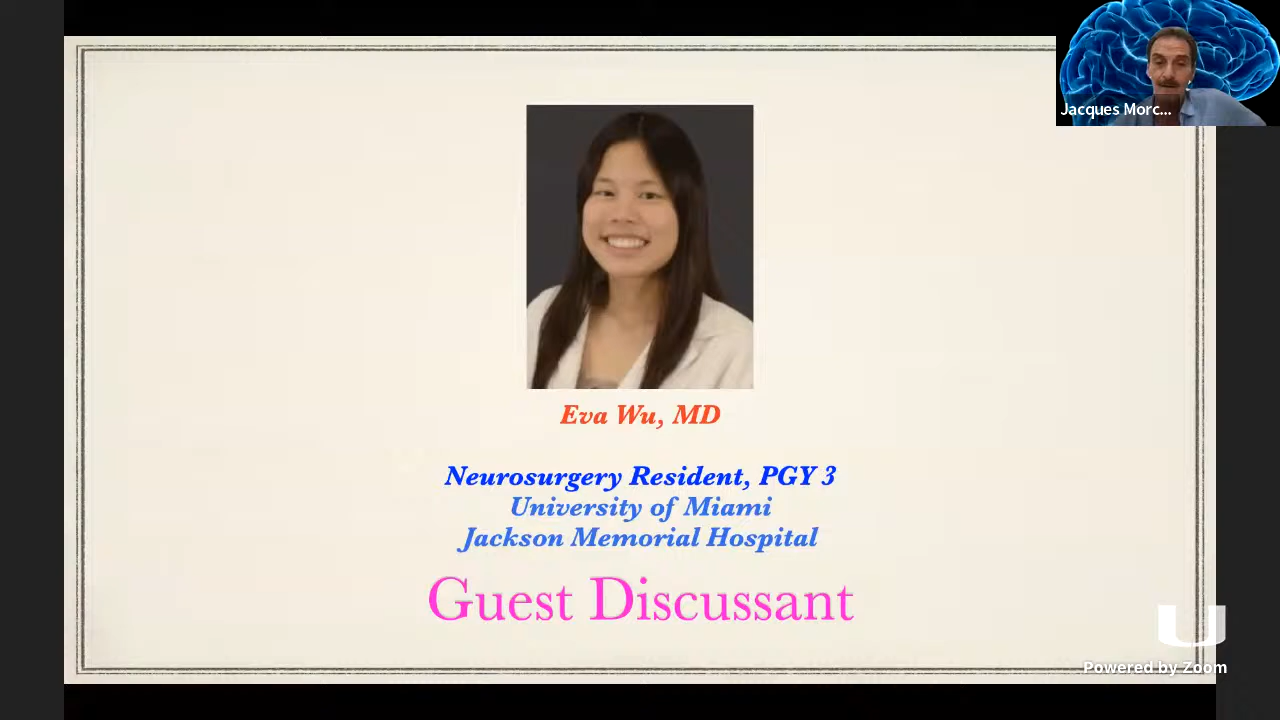 Jacques Morc...
Eva Wu, MD
Neurosurgery Resident, PGY 3
University of Miami
Jackson Memorial Hospital
Guest Discussant
U
Powered by Zoom